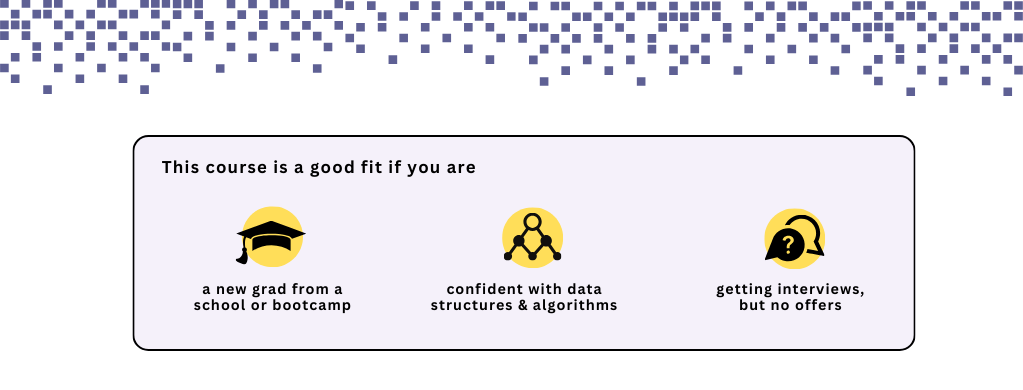 This course is a good fit if you are
a new grad from a
school or bootcamp
confident with data
structures & algorithms
?
getting interviews,
but no offers